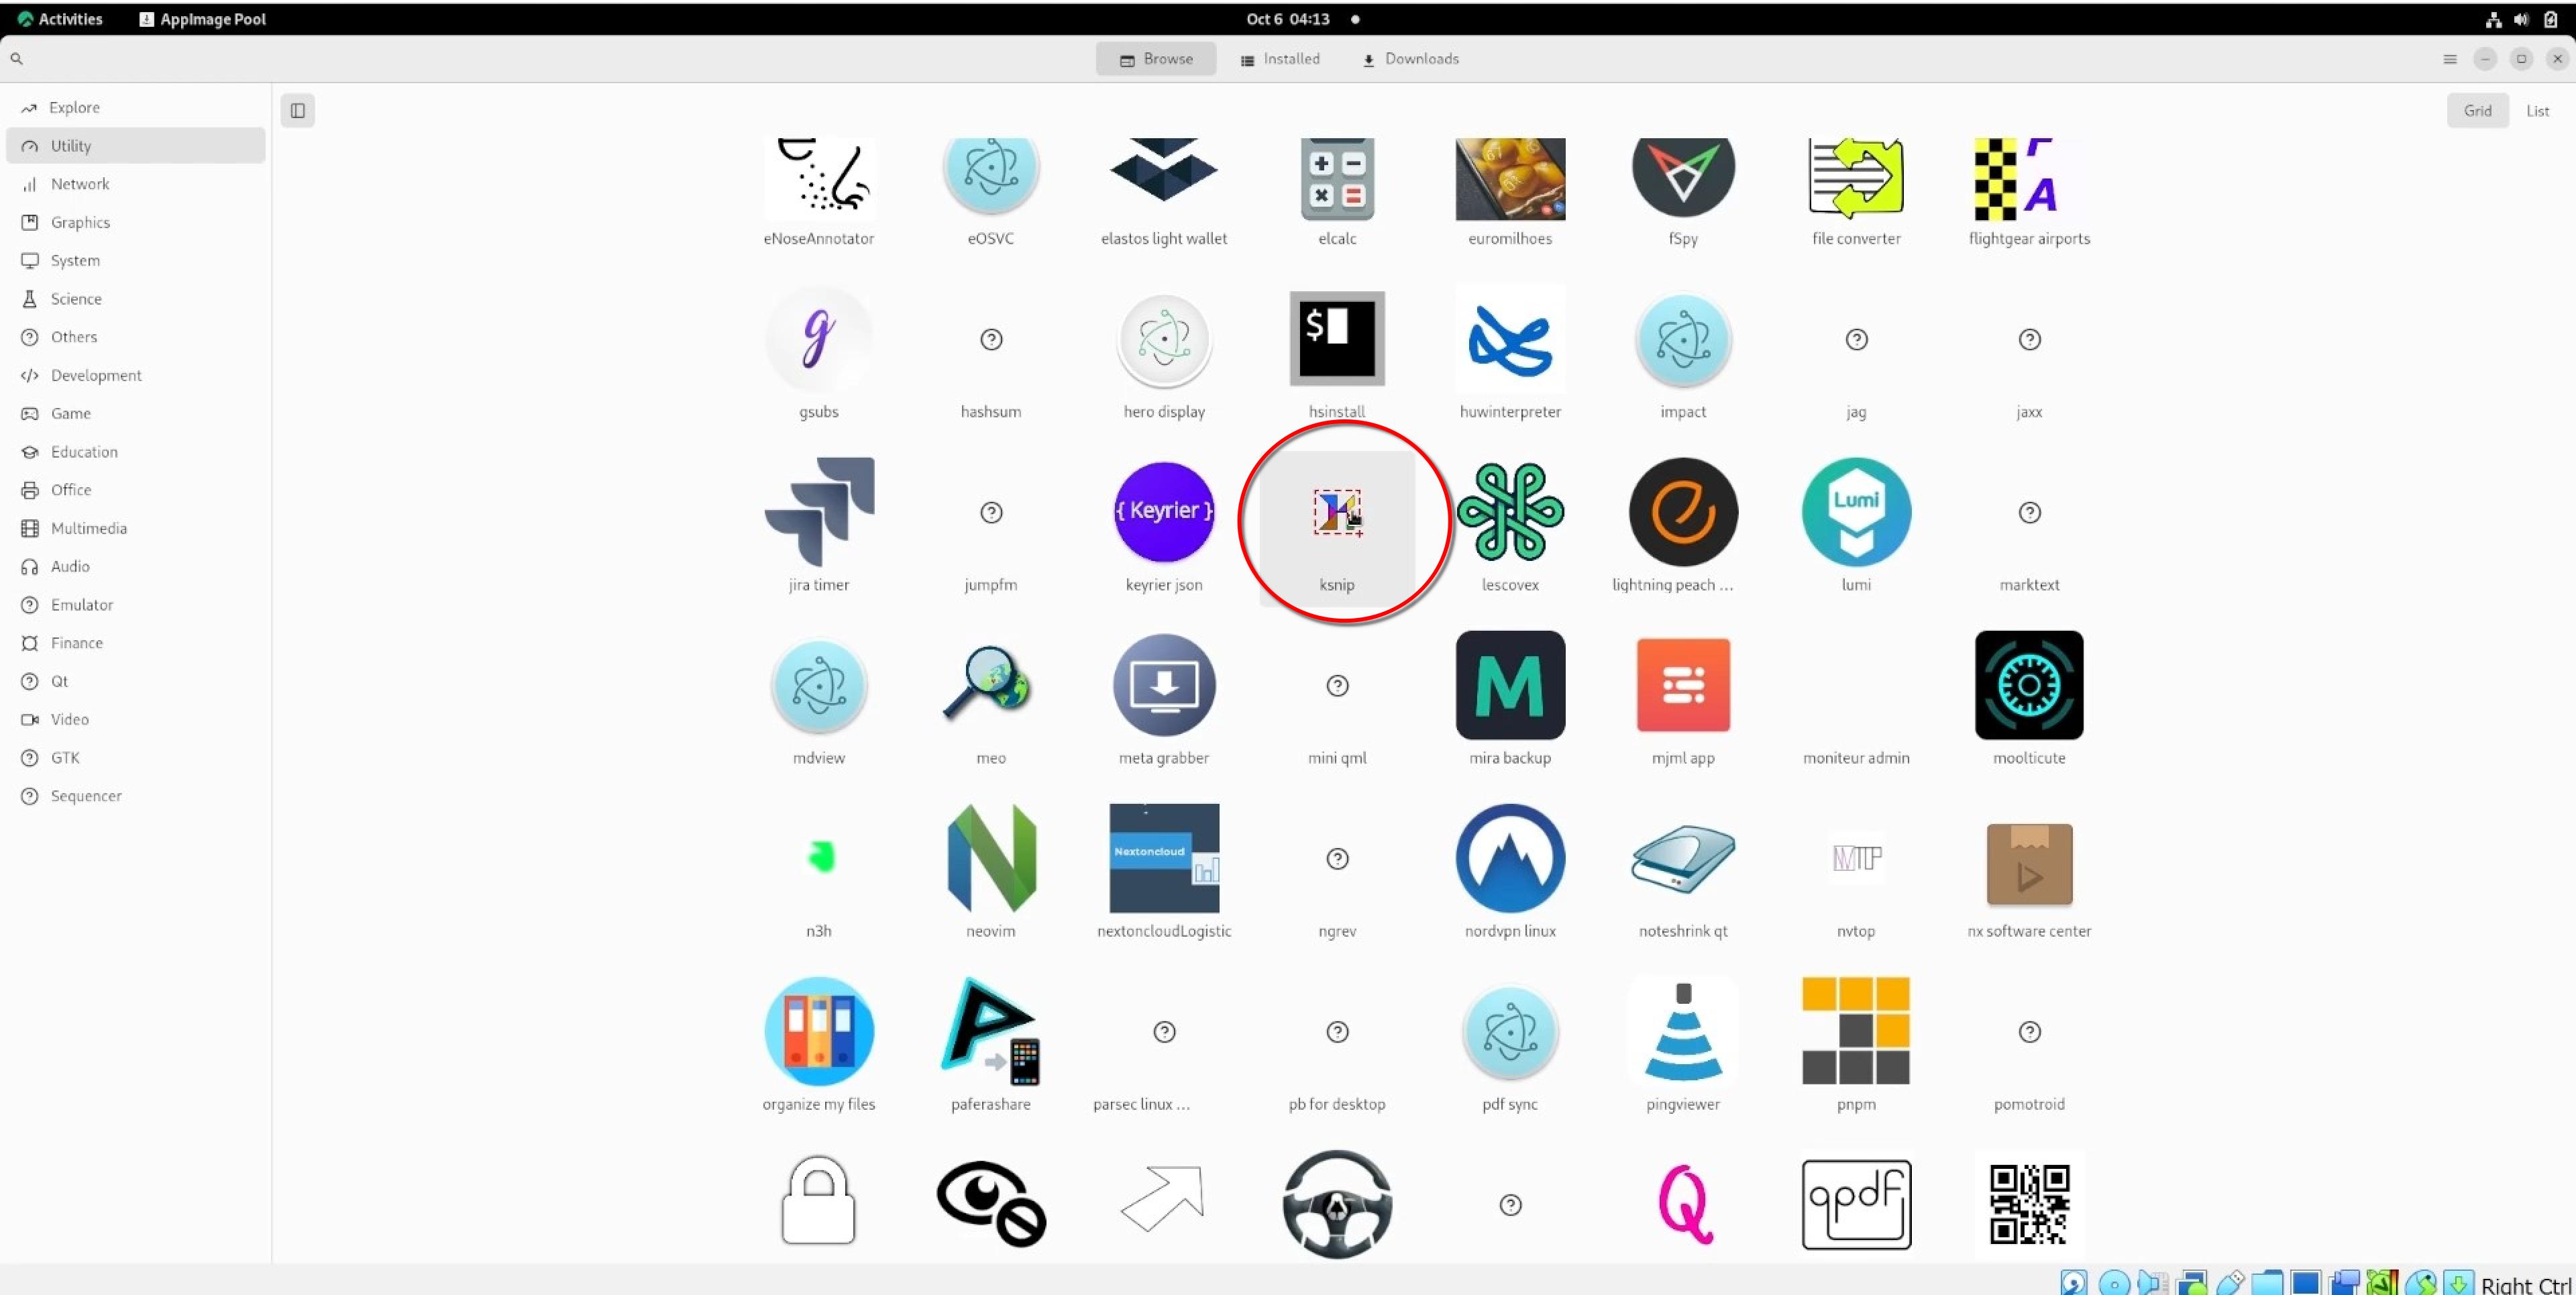 Activities AppImage Pool Oct 6 04:13
Browse Installed Downloads
Explore
Utility
Network
Graphics
System
Science
Others
Development
Game
Education
Office
Multimedia
Audio
Emulator
Finance
Qt
Video
GTK
Sequencer
Grid List
F
A
eNoseAnnotator eOSVC elastos light wallet elcalc euromilhoes fSpy file converter flightgear airports
g
$
gsubs hashsum hero display hsinstall huwinterpreter impact jag jaxx
{ Keyrier }
Lumi
jira timer jumpfm keyrier json ksnip lescovex lightning peach ... lumi marktext
M
mdview meo meta grabber mini qml mira backup mjml app moniteur admin moolticute
Nextoncloud
NVTOP
n3h neovim nextoncloudLogistic ngrev nordvpn linux noteshrink qt nvtop nx software center
organize my files paferashare parsec linux ... pb for desktop pdf sync pingviewer pnpm pomotroid
Q
qpdf
Right Ctrl